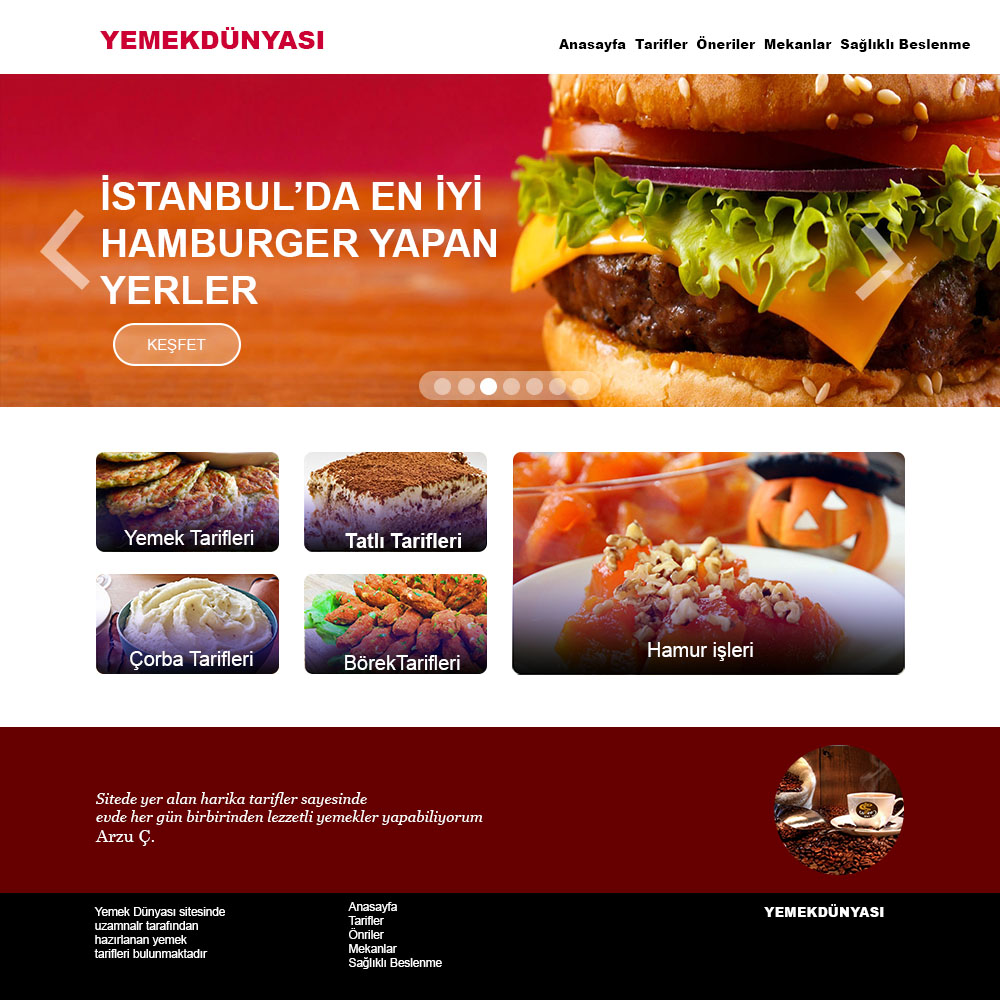 YEMEKDÜNYASI
Anasayfa Tarifler Öneriler Mekanlar Sağlıklı Beslenme
İSTANBUL’DA EN İYİ
HAMBURGER YAPAN
YERLER
KEŞFET
Yemek Tarifleri
Tatlı Tarifleri
Çorba Tarifleri
BörekTarifleri
Hamur işleri
Sitede yer alan harika tarifler sayesinde
evde her gün birbirinden lezzetli yemekler yapabiliyorum
Arzu Ç.
Yemek Dünyası sitesinde
uzamnalr tarafından
hazırlanan yemek
tarifleri bulunmaktadır
Anasayfa
Tarifler
Önriler
Mekanlar
Sağlıklı Beslenme
YEMEKDÜNYASI